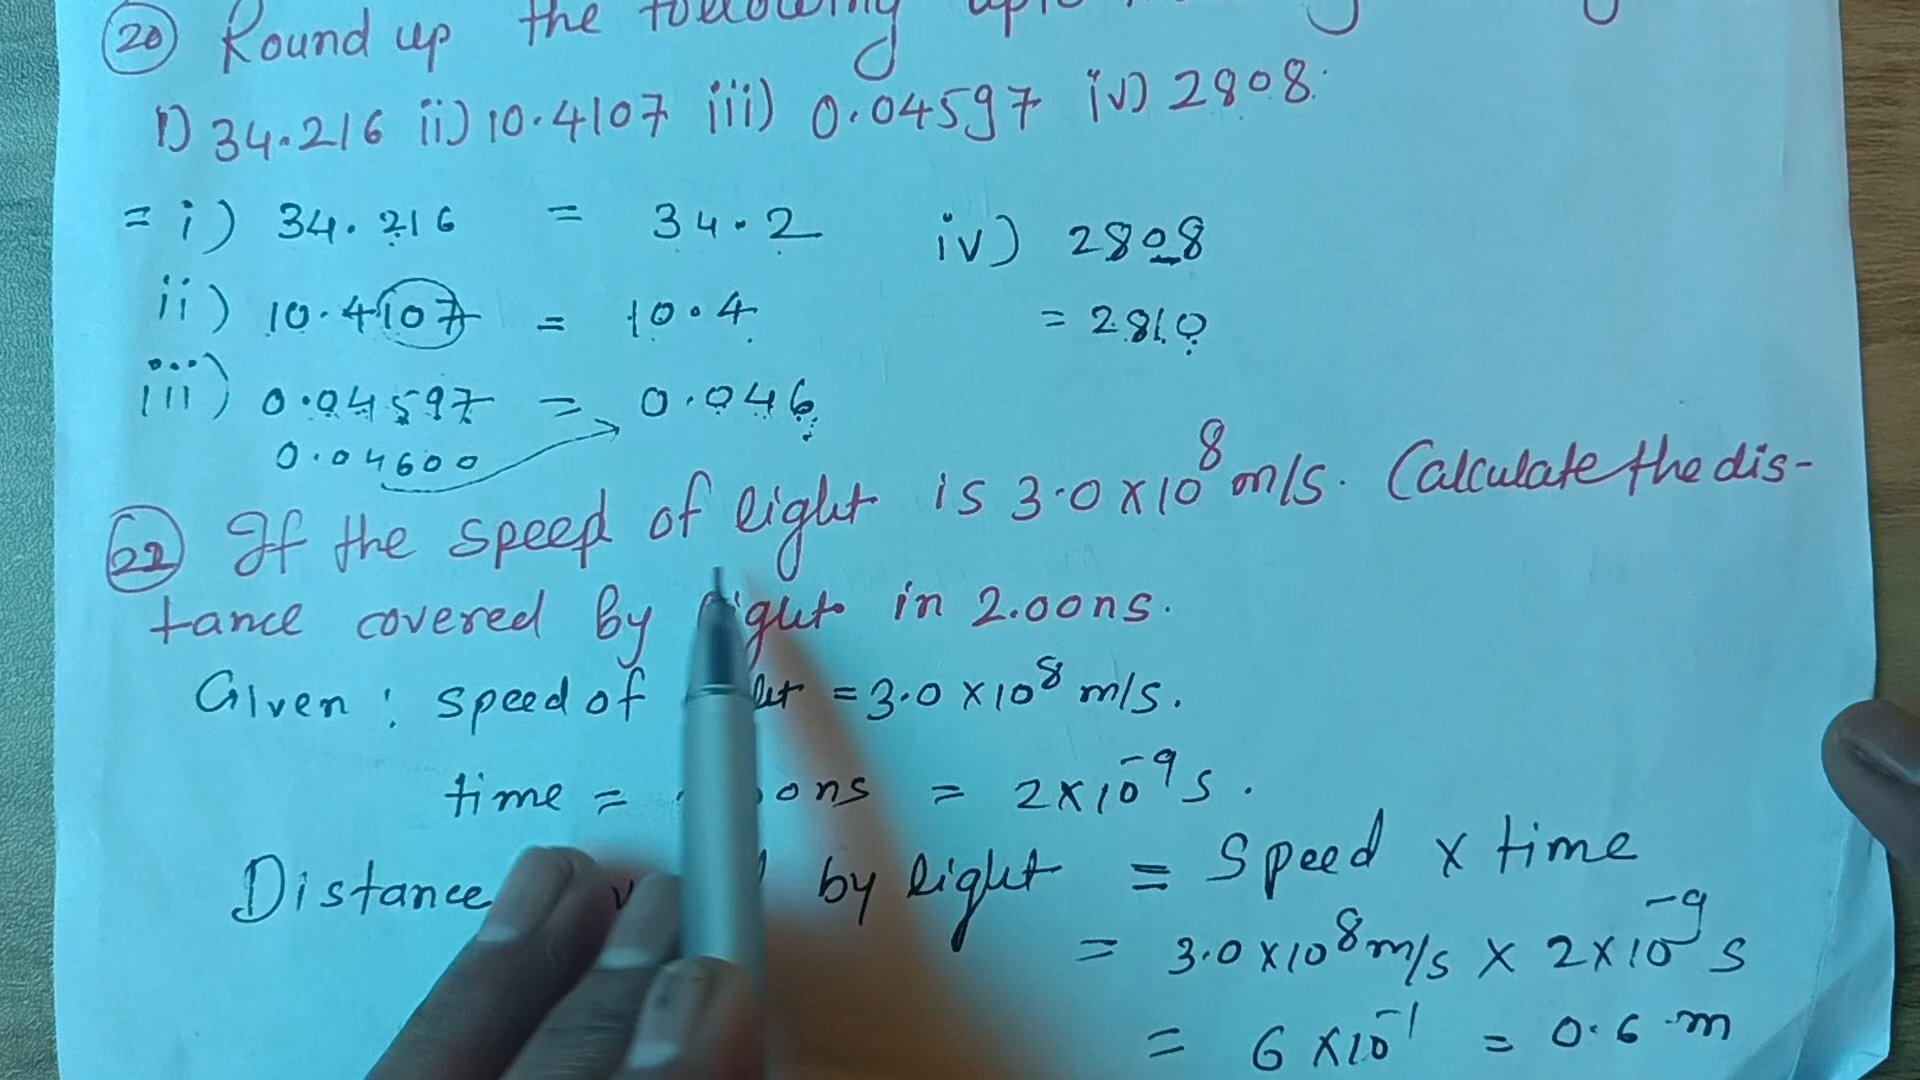 20 Round up the following upto
i) 34.216 ii) 10.4107 iii) 0.04597 iv) 2808.
= i) 34.216 = 34.2
ii) 10.4107 = 10.4
iii) 0.04597 = 0.046
0.04600
iv) 2808
= 2810
22 If the speed of light is 3.0 x 10⁸ m/s. Calculate the dis-
tance covered by light in 2.00ns.
Given : speed of = 3.0 x 10⁸ m/s.
time = ns = 2 x 10⁻⁹ s.
Distance by light = Speed x time
= 3.0 x 10⁸ m/s x 2 x 10⁻⁹ s
= 6 x 10⁻¹ = 0.6 m